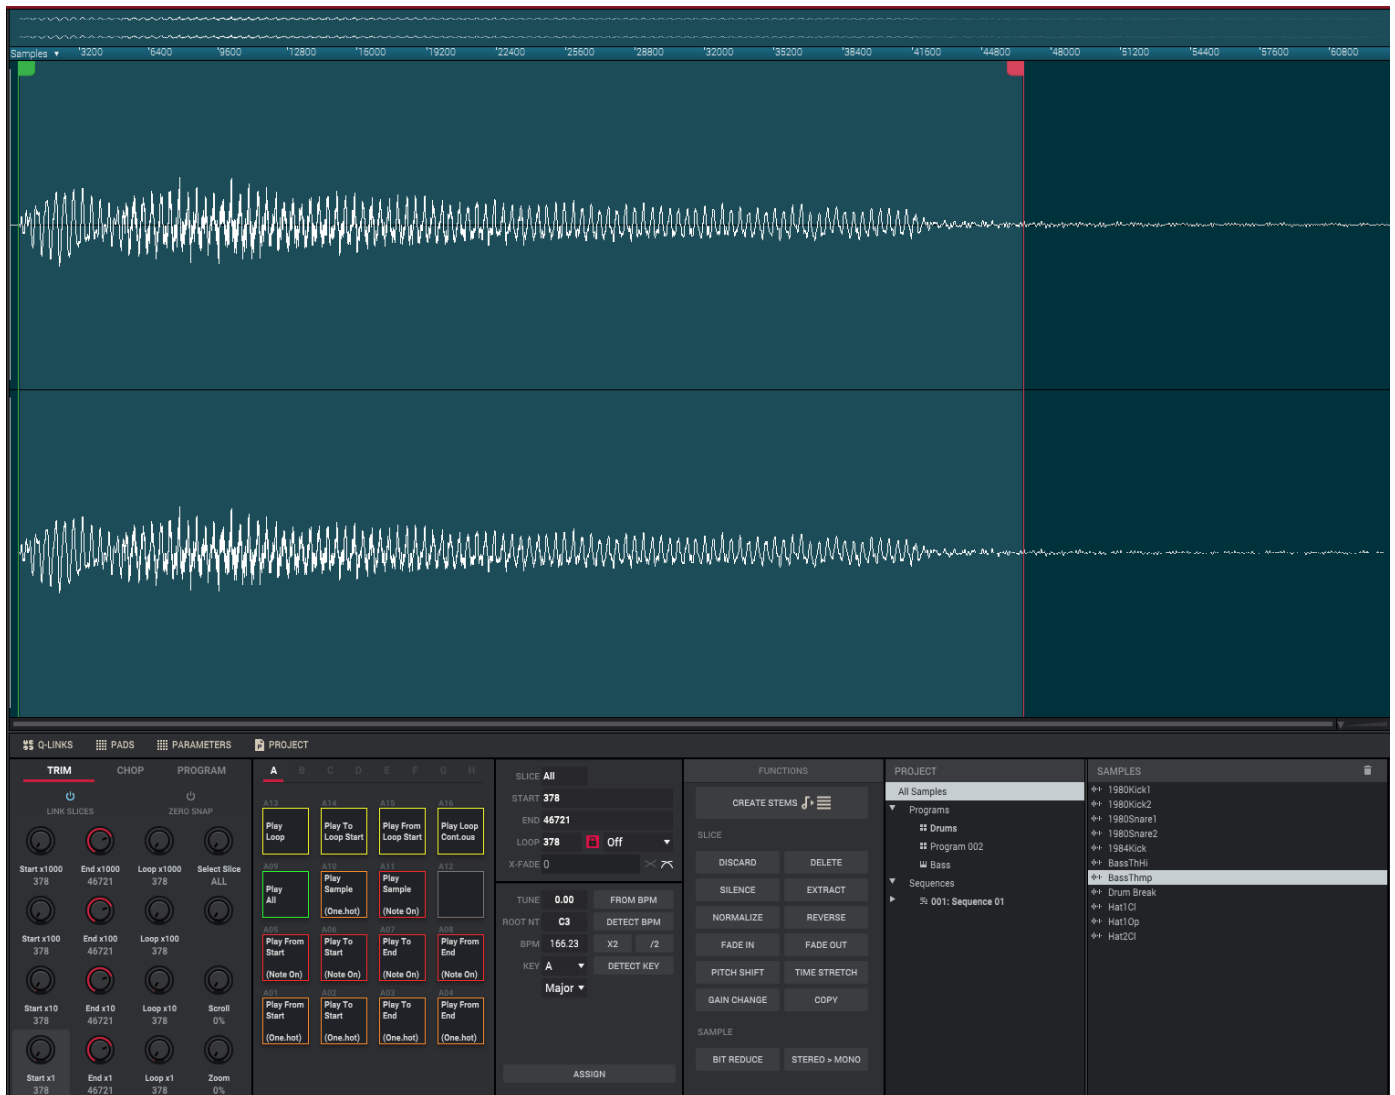 Samples ▾ '3200 '6400 '9600 '12800 '16000 '19200 '22400 '25600 '28800 '32000 '35200 '38400 '41600 '44800 '48000 '51200 '54400 '57600 '60800
Q-LINKS PADS PARAMETERS PROJECT
TRIM CHOP PROGRAM
LINK SLICES ZERO SNAP
Start x1000 End x1000 Loop x1000 Select Slice
378 46721 378 ALL
Start x100 End x100 Loop x100
378 46721 378
Start x10 End x10 Loop x10 Scroll
378 46721 378 0%
Start x1 End x1 Loop x1 Zoom
378 46721 378 0%
A B C D E F G H
A13 A14 A15 A16
Play Play To Play From Play Loop
Loop Loop Start Loop Start Cont.ous
A09 A10 A11 A12
Play All
Play Sample (One.hot)
Play Sample (Note On)
A05 A06 A07 A08
Play From Play To Play To Play From
Start Start End End
(Note On) (Note On) (Note On) (Note On)
A01 A02 A03 A04
Play From Play To Play To Play From
Start Start End End
(One.hot) (One.hot) (One.hot) (One.hot)
SLICE All
START 378
END 46721
LOOP 378 Off
X-FADE 0
TUNE 0.00 FROM BPM
ROOT NT C3 DETECT BPM
BPM 166.23 X2 /2
KEY A DETECT KEY
Major
ASSIGN
FUNCTIONS
CREATE STEMS
SLICE
DISCARD DELETE
SILENCE EXTRACT
NORMALIZE REVERSE
FADE IN FADE OUT
PITCH SHIFT TIME STRETCH
GAIN CHANGE COPY
SAMPLE
BIT REDUCE STEREO > MONO
PROJECT
All Samples
Programs
Drums
Program 002
Bass
Sequences
001: Sequence 01
SAMPLES
1980Kick1
1980Kick2
1980Snare1
1980Snare2
1984Kick
BassThHi
BassThmp
Drum Break
Hat1Cl
Hat1Op
Hat2Cl